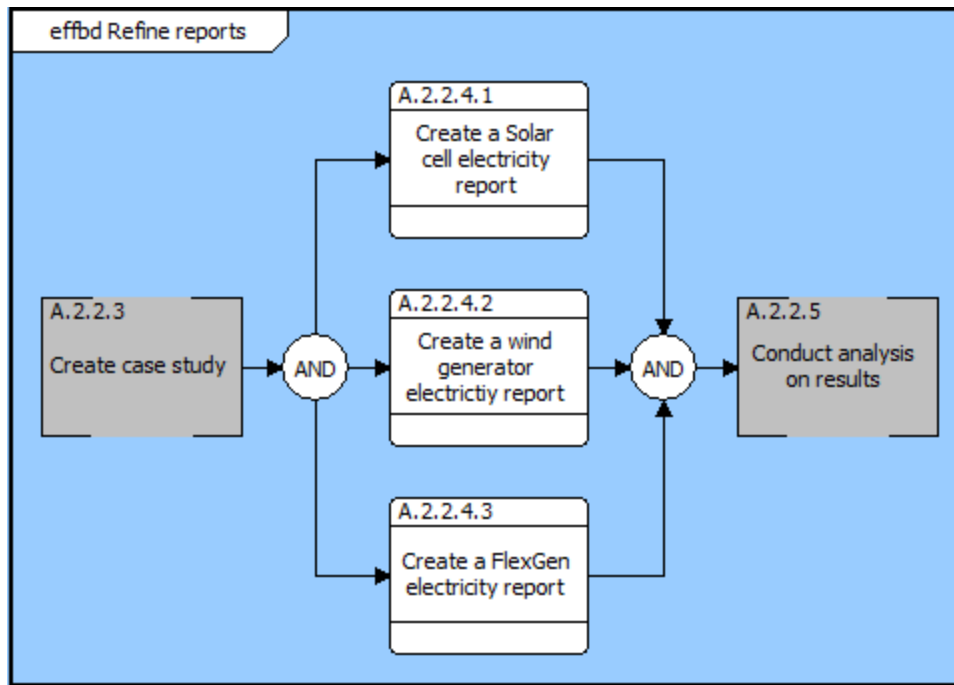 effbd Refine reports
A.2.2.4.1
Create a Solar
cell electricity
report
A.2.2.3
Create case study
AND
A.2.2.4.2
Create a wind
generator
electrictiy report
AND
A.2.2.5
Conduct analysis
on results
A.2.2.4.3
Create a FlexGen
electricity report